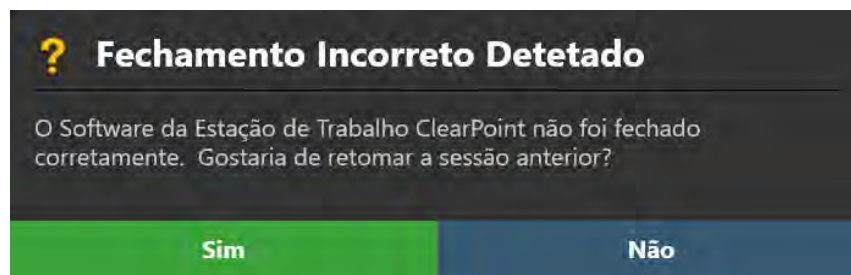 ? Fechamento Incorreto Detetado
O Software da Estação de Trabalho ClearPoint não foi fechado
corretamente.  Gostaria de retomar a sessão anterior?
Sim
Não